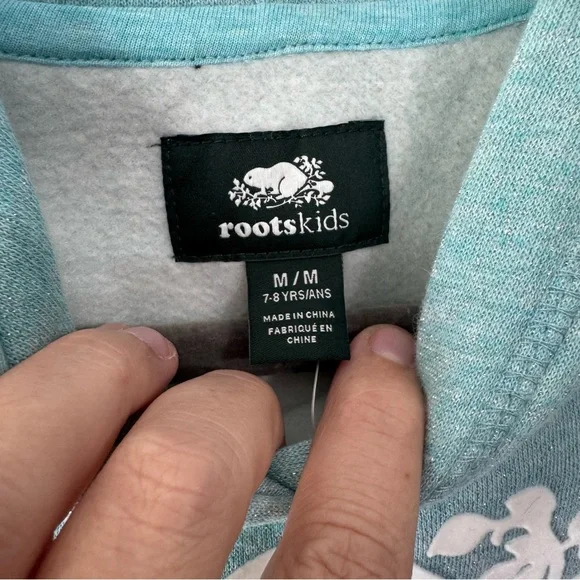 rootskids
M/M
7-8 YRS/ANS
MADE IN CHINA
FABRIQUÉ EN
CHINE